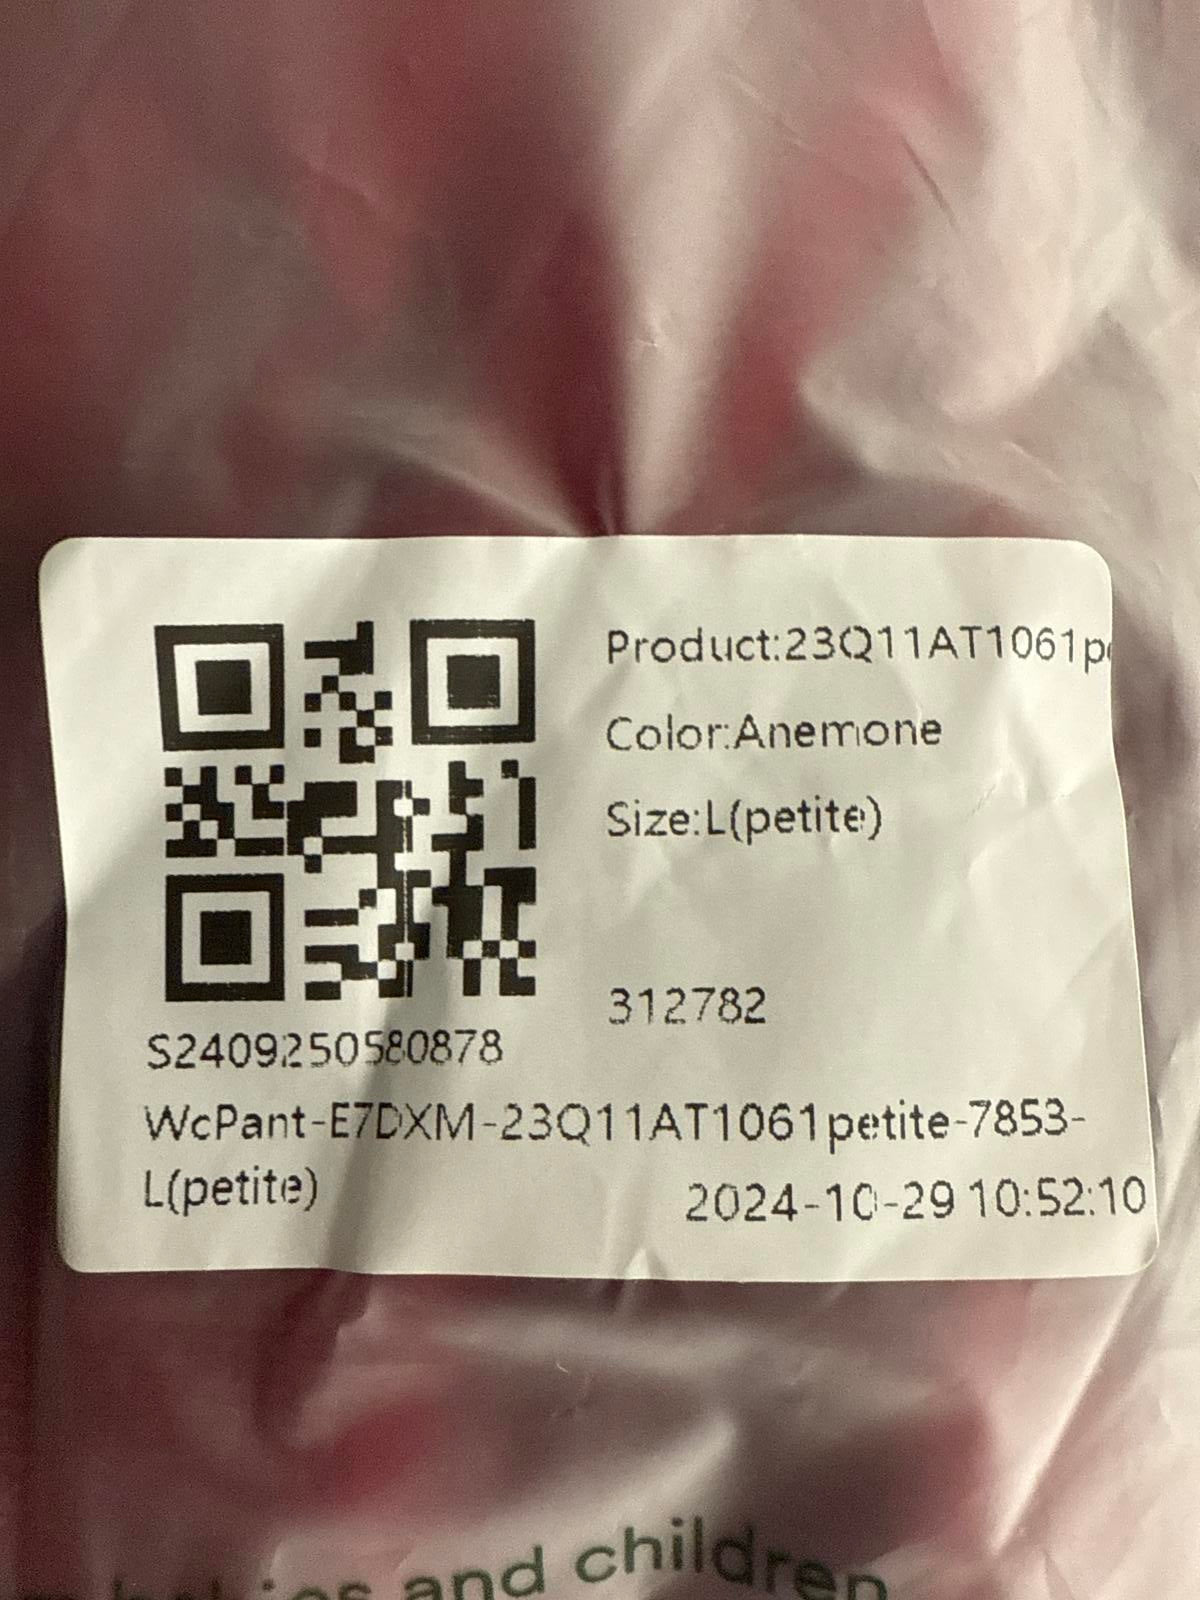 Product:23Q11AT1061p
Color:Anemone
Size:L(petite)
312782
S2409250580878
WcPant-E7DXM-23Q11AT1061petite-7853-
L(petite)
2024-10-29 10:52:10
and children